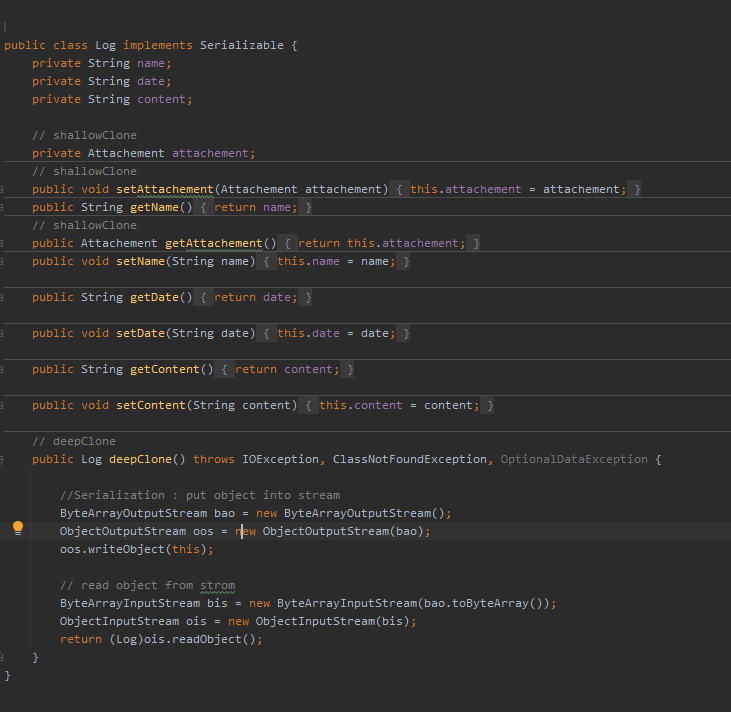 public class Log implements Serializable {
private String name;
private String date;
private String content;
// shallowClone
private Attachement attachement;
// shallowClone
public void setAttachement(Attachement attachement) { this.attachement = attachement; }
public String getName() { return name; }
// shallowClone
public Attachement getAttachement() { return this.attachement; }
public void setName(String name) { this.name = name; }
public String getDate() { return date; }
public void setDate(String date) { this.date = date; }
public String getContent() { return content; }
public void setContent(String content) { this.content = content; }
// deepClone
public Log deepClone() throws IOException, ClassNotFoundException, OptionalDataException {
//Serialization : put object into stream
ByteArrayOutputStream bao = new ByteArrayOutputStream();
ObjectOutputStream oos = new ObjectOutputStream(bao);
oos.writeObject(this);
// read object from strom
ByteArrayInputStream bis = new ByteArrayInputStream(bao.toByteArray());
ObjectInputStream ois = new ObjectInputStream(bis);
return (Log)ois.readObject();
}
}